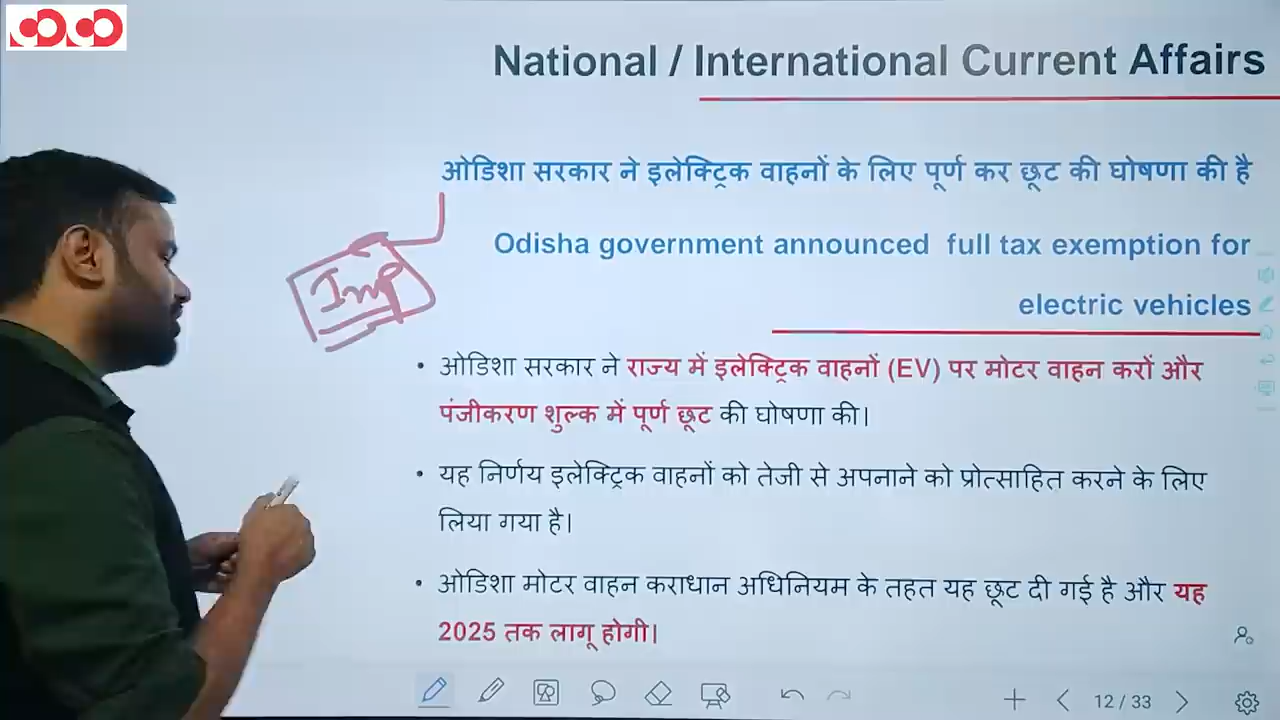 National / International Current Affairs
ओडिशा सरकार ने इलेक्ट्रिक वाहनों के लिए पूर्ण कर छूट की घोषणा की है
Odisha government announced full tax exemption for
electric vehicles
Imp
• ओडिशा सरकार ने राज्य में इलेक्ट्रिक वाहनों (EV) पर मोटर वाहन करों और
पंजीकरण शुल्क में पूर्ण छूट की घोषणा की।
• यह निर्णय इलेक्ट्रिक वाहनों को तेजी से अपनाने को प्रोत्साहित करने के लिए
लिया गया है।
• ओडिशा मोटर वाहन कराधान अधिनियम के तहत यह छूट दी गई है और यह
2025 तक लागू होगी।
12 / 33